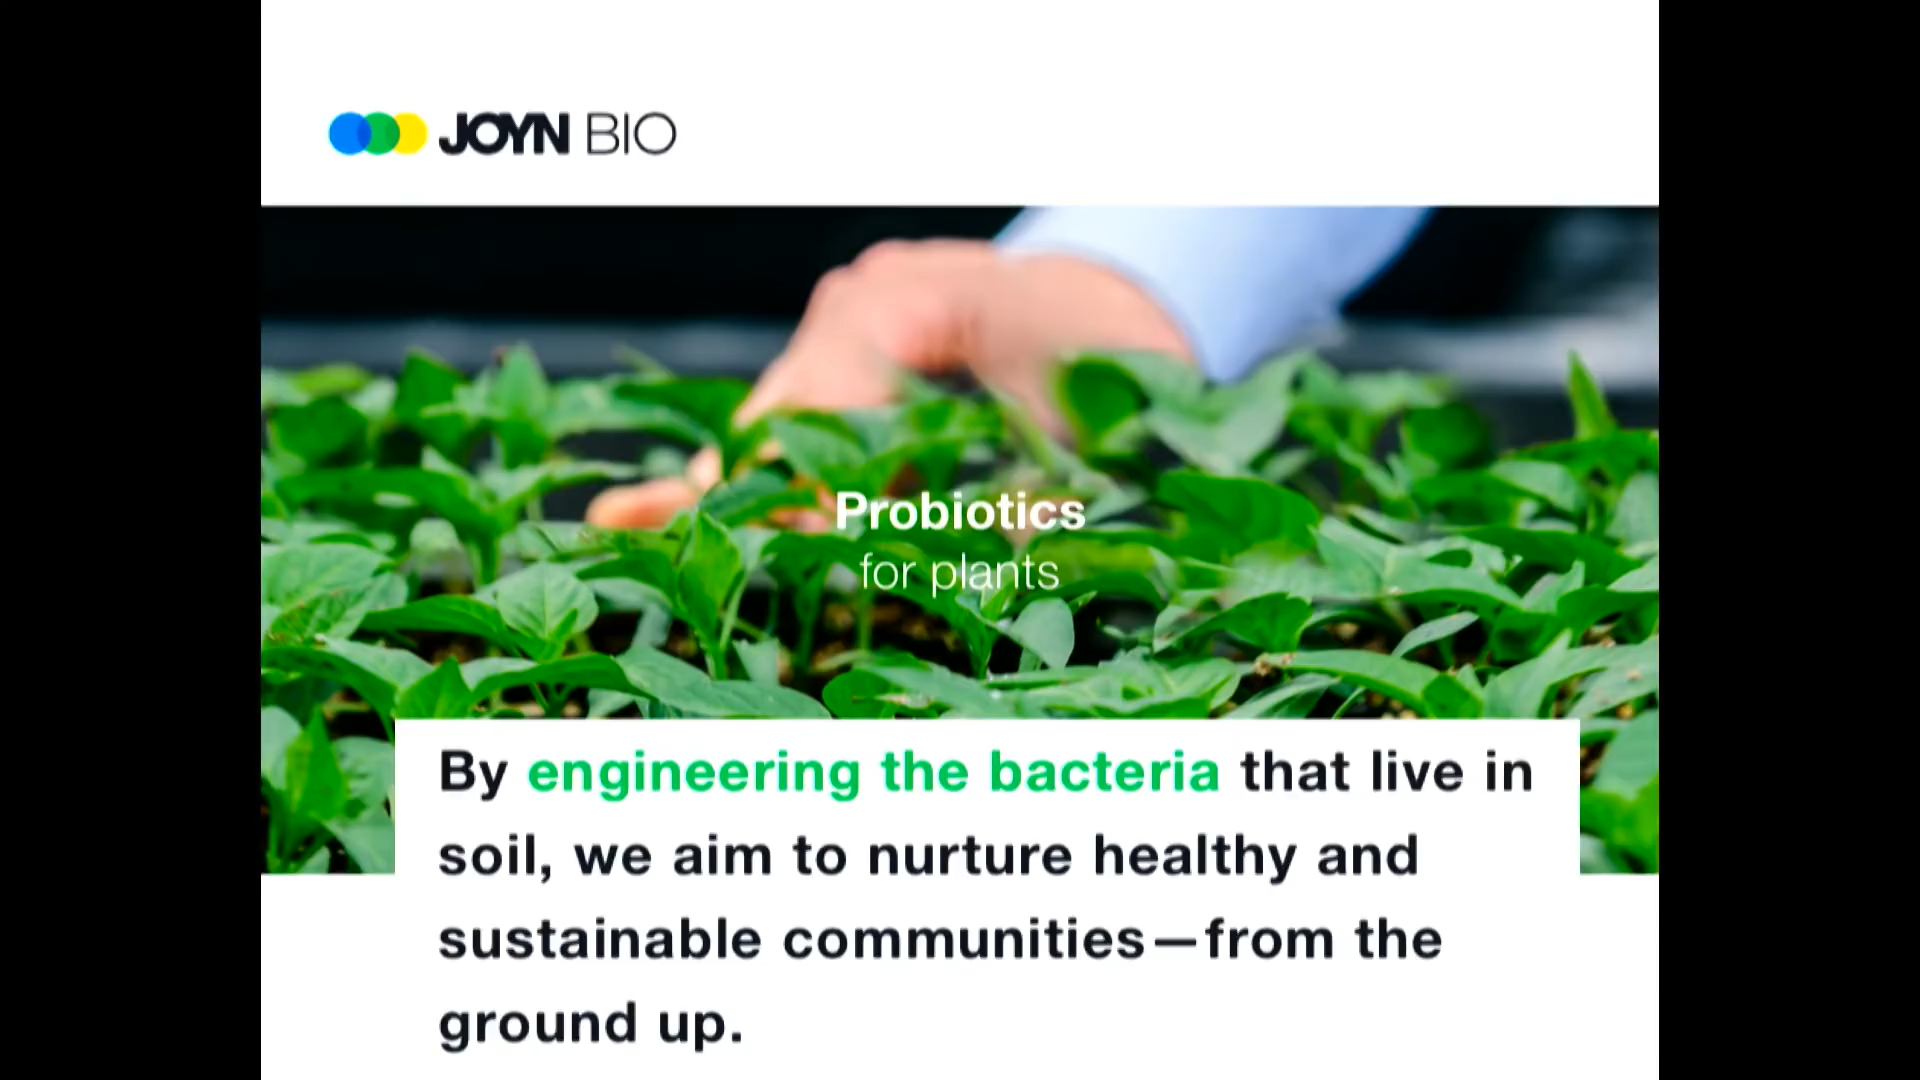 JOYN BIO
Probiotics
for plants
By engineering the bacteria that live in
soil, we aim to nurture healthy and
sustainable communities—from the
ground up.